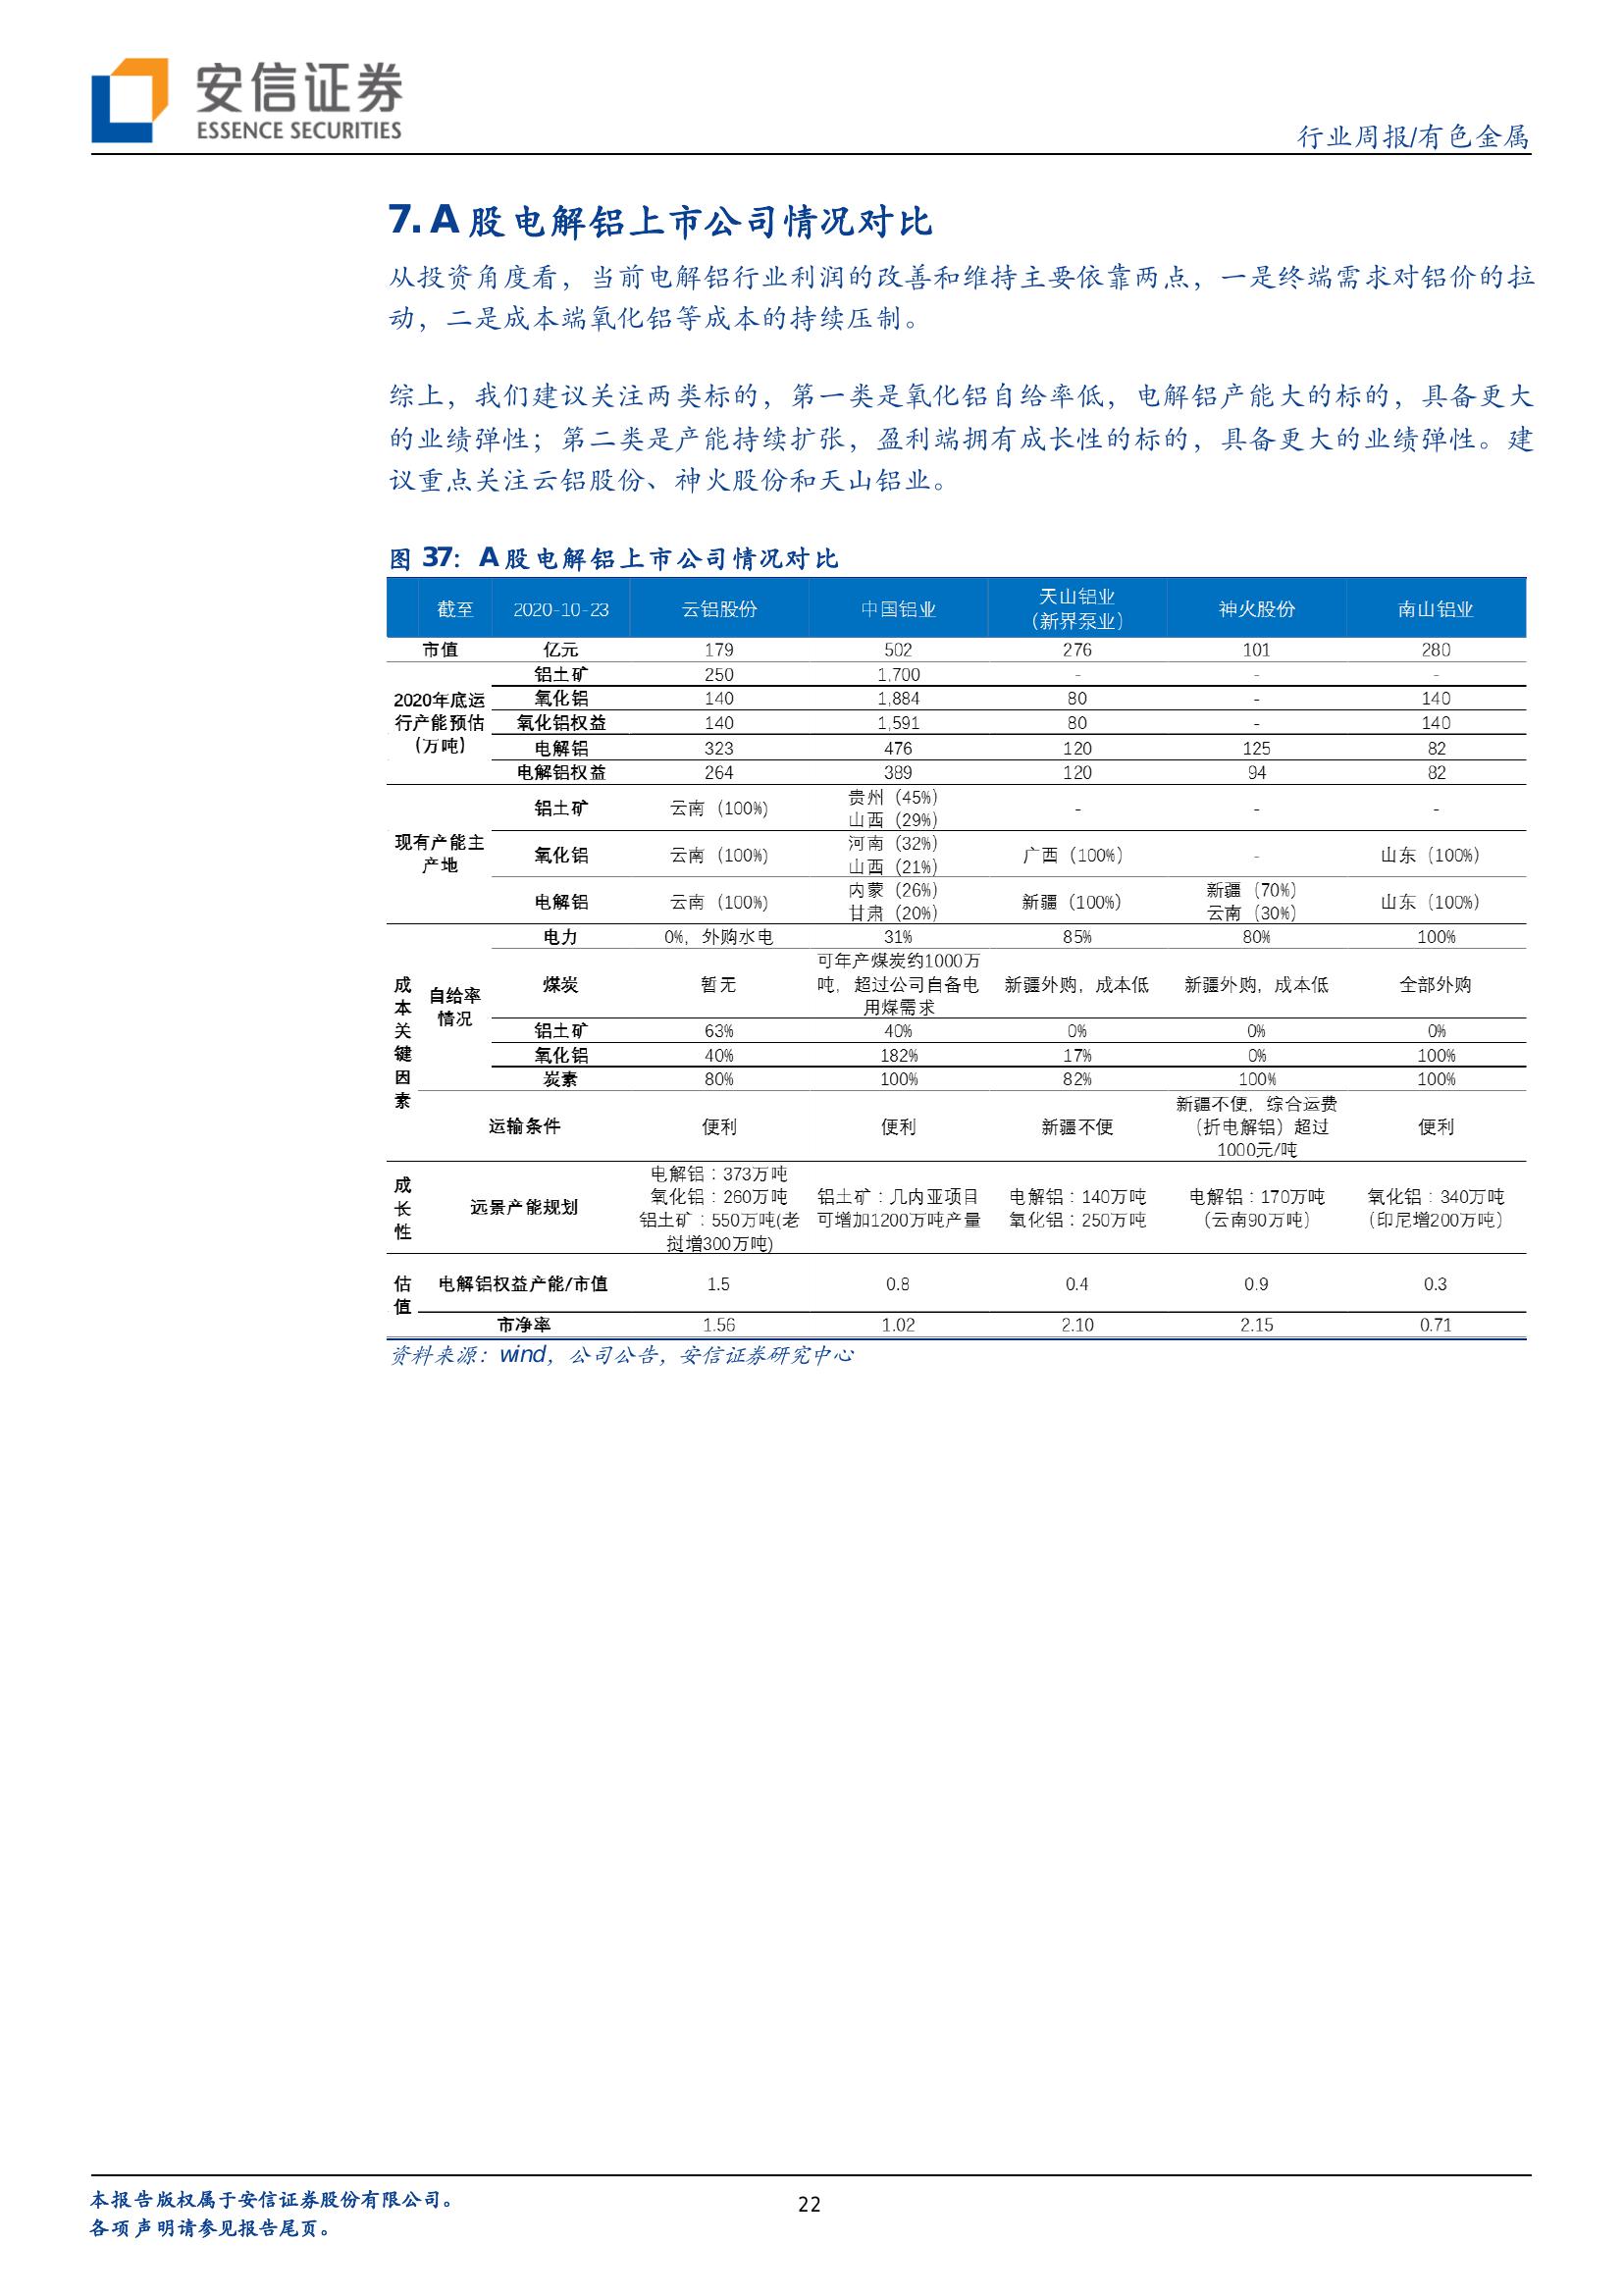 安信证券
ESSENCE SECURITIES
行业周报/有色金属
7. A 股电解铝上市公司情况对比
从投资角度看，当前电解铝行业利润的改善和维持主要依靠两点，一是终端需求对铝价的拉
动，二是成本端氧化铝等成本的持续压制。
综上，我们建议关注两类标的，第一类是氧化铝自给率低，电解铝产能大的标的，具备更大
的业绩弹性；第二类是产能持续扩张，盈利端拥有成长性的标的，具备更大的业绩弹性。建
议重点关注云铝股份、神火股份和天山铝业。
图 37：A 股电解铝上市公司情况对比
截至 2020-10-23 云铝股份 中国铝业 天山铝业 （新界泵业） 神火股份 南山铝业
市值 亿元 179 502 276 101 280
2020年底运行产能预估（万吨）
铝土矿 250 1,700 - - -
氧化铝 140 1,884 80 - 140
氧化铝权益 140 1,591 80 - 140
电解铝 323 476 120 125 82
电解铝权益 264 389 120 94 82
现有产能主产地
铝土矿 云南（100%) 贵州（45%） 山西（29%） - - -
氧化铝 云南（100%) 河南（32%） 山西（21%） 广西（100%） - 山东（100%）
电解铝 云南（100%) 内蒙（26%） 甘肃（20%） 新疆（100%） 新疆（70%） 云南（30%） 山东（100%）
成本关键因素
自给率情况
电力 0%，外购水电 31% 85% 80% 100%
煤炭 暂无 可年产煤炭约1000万吨，超过公司自备电用煤需求 新疆外购，成本低 新疆外购，成本低 全部外购
铝土矿 63% 40% 0% 0% 0%
氧化铝 40% 182% 17% 0% 100%
炭素 80% 100% 82% 100% 100%
运输条件 便利 便利 新疆不便 新疆不便，综合运费（折电解铝）超过1000元/吨 便利
成长性
远景产能规划 电解铝：373万吨 氧化铝：260万吨 铝土矿：550万吨(老挝增300万吨) 铝土矿：几内亚项目可增加1200万吨产量 电解铝：140万吨 氧化铝：250万吨 电解铝：170万吨（云南90万吨） 氧化铝：340万吨（印尼增200万吨）
估值
电解铝权益产能/市值 1.5 0.8 0.4 0.9 0.3
市净率 1.56 1.02 2.10 2.15 0.71
资料来源：wind，公司公告，安信证券研究中心
本报告版权属于安信证券股份有限公司。
各项声明请参见报告尾页。
22